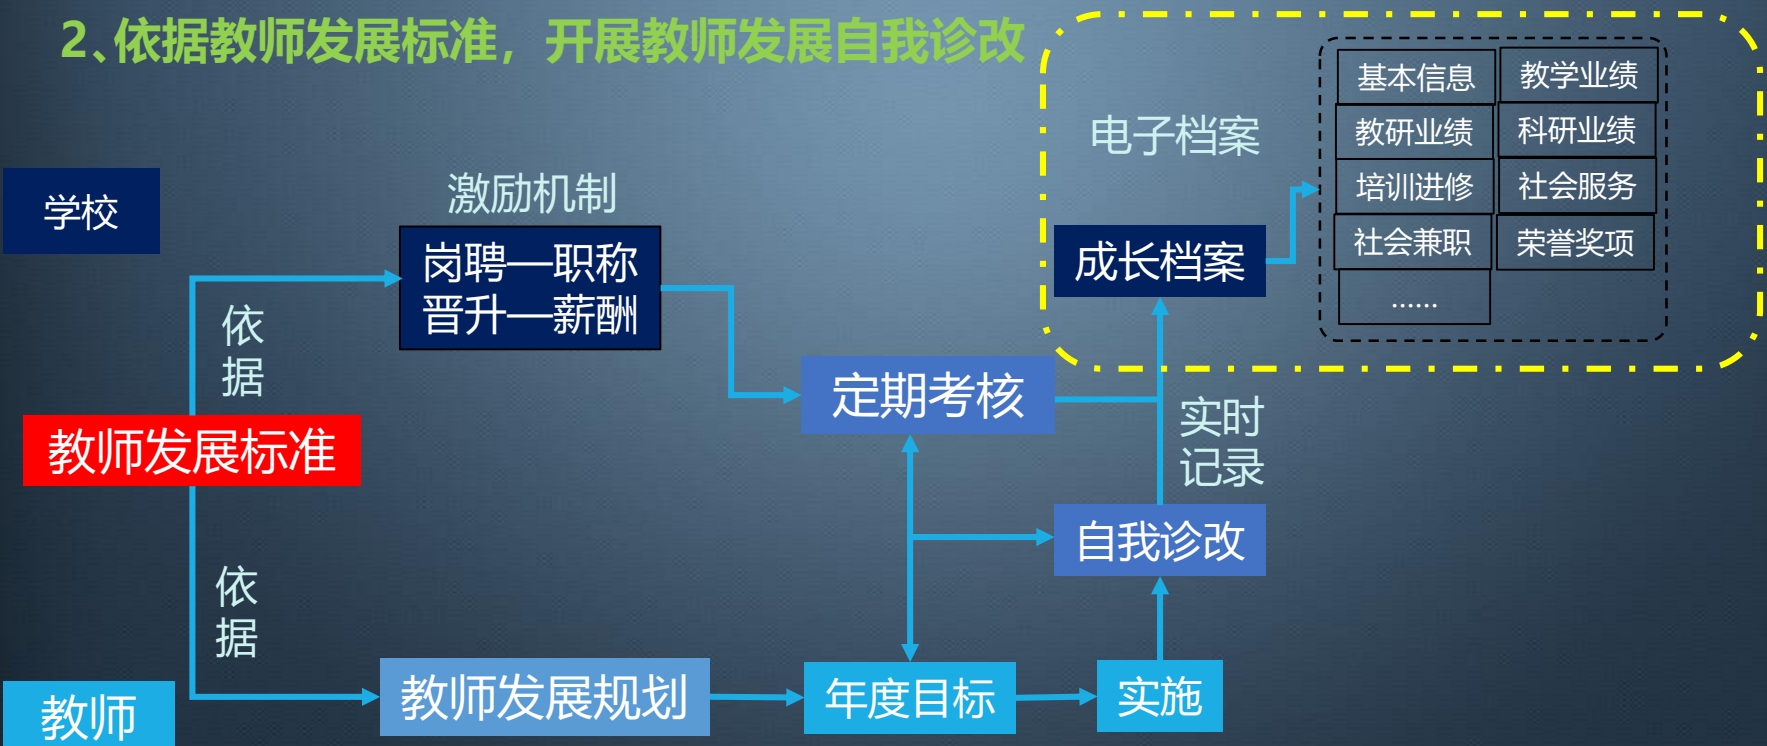 2、依据教师发展标准，开展教师发展自我诊改
基本信息
教学业绩
电子档案
教研业绩
科研业绩
培训进修
社会服务
学校
激励机制
社会兼职
荣誉奖项
岗聘—职称
晋升—薪酬
成长档案
......
依
据
定期考核
实时
记录
教师发展标准
自我诊改
依
据
教师
教师发展规划
年度目标
实施